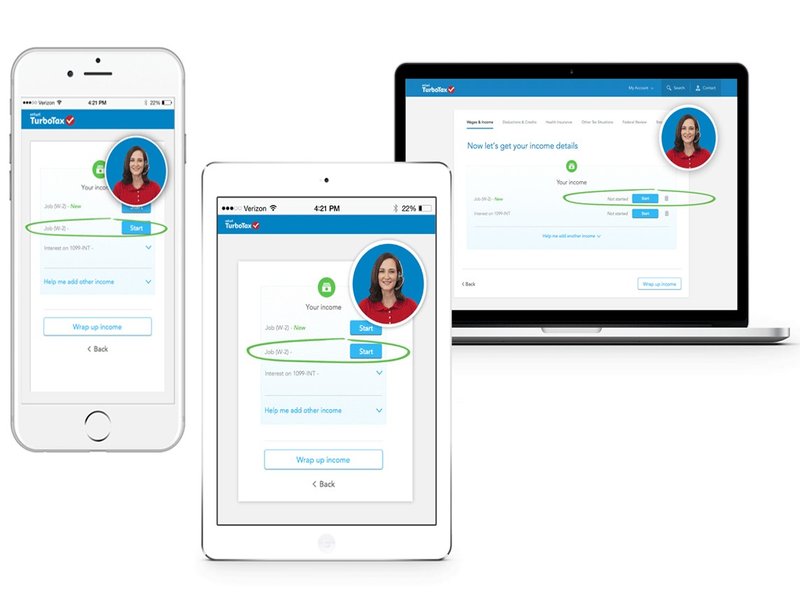 Verizon 4:21 PM 22%
intuit
TurboTax
Your income
Job (W-2) - New
Job (W-2) - Start
Interest on 1099-INT -
Help me add other income
Wrap up income
< Back
Verizon 4:21 PM 22%
intuit
TurboTax
Your income
Job (W-2) - New Start
Job (W-2) - Start
Interest on 1099-INT -
Help me add other income
Wrap up income
< Back
intuit
TurboTax My Account Search Contact
Wages & Income Deductions & Credits Health Insurance Other Tax Situations Federal Review
Now let's get your income details
Your income
Job (W-2) - New Not started Start
Interest on 1099-INT Not started Start
Help me add another income
< Back Wrap up income